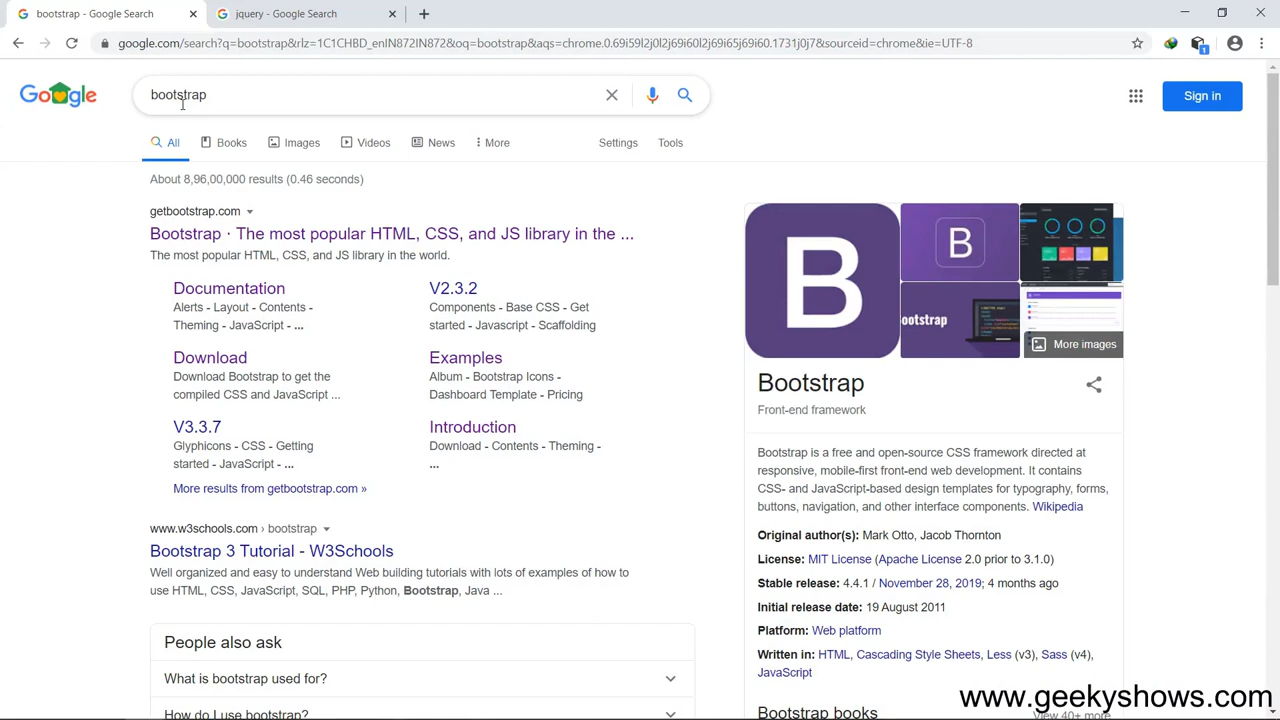 bootstrap - Google Search
jquery - Google Search
google.com/search?q=bootstrap&rlz=1C1CHBD_enIN872IN872&oq=bootstrap&aqs=chrome.0.69i59l2j0l2j69i60l2j69i65j69i60.1731j0j7&sourceid=chrome&ie=UTF-8
1
Google
bootstrap
Sign in
All
Books
Images
Videos
News
More
Settings
Tools
About 8,96,00,000 results (0.46 seconds)
getbootstrap.com
Bootstrap · The most popular HTML, CSS, and JS library in the ...
The most popular HTML, CSS, and JS library in the world.
Documentation
Alerts - Layout - Contents -
Theming - JavaScript - ...
V2.3.2
Components - Base CSS - Get
started - Javascript - Scaffolding
Download
Download Bootstrap to get the
compiled CSS and JavaScript ...
Examples
Album - Bootstrap Icons -
Dashboard Template - Pricing
V3.3.7
Glyphicons - CSS - Getting
started - JavaScript - ...
Introduction
Download - Contents - Theming -
...
More results from getbootstrap.com »
www.w3schools.com › bootstrap
Bootstrap 3 Tutorial - W3Schools
Well organized and easy to understand Web building tutorials with lots of examples of how to
use HTML, CSS, JavaScript, SQL, PHP, Python, Bootstrap, Java ...
People also ask
What is bootstrap used for?
How do I use bootstrap?
B
B
ootstrap
More images
Bootstrap
Front-end framework
Bootstrap is a free and open-source CSS framework directed at
responsive, mobile-first front-end web development. It contains
CSS- and JavaScript-based design templates for typography, forms,
buttons, navigation, and other interface components. Wikipedia
Original author(s): Mark Otto, Jacob Thornton
License: MIT License (Apache License 2.0 prior to 3.1.0)
Stable release: 4.4.1 / November 28, 2019; 4 months ago
Initial release date: 19 August 2011
Platform: Web platform
Written in: HTML, Cascading Style Sheets, Less (v3), Sass (v4),
JavaScript
www.geekyshows.com
Bootstrap books
View 40+ more